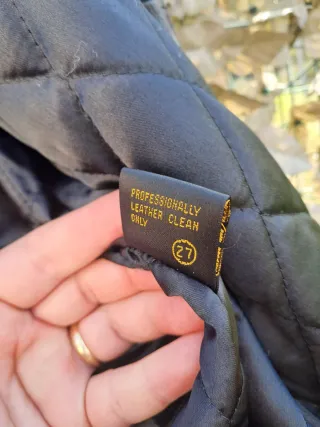 PROFESSIONALLY
LEATHER CLEAN
ONLY
27